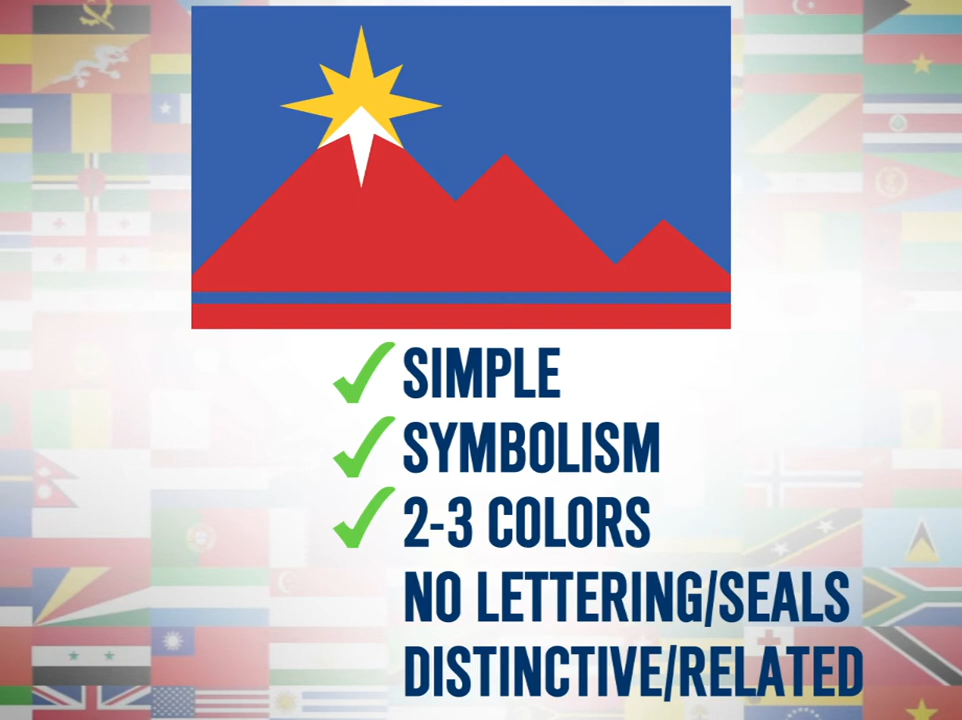 SIMPLE
SYMBOLISM
2-3 COLORS
NO LETTERING/SEALS
DISTINCTIVE/RELATED